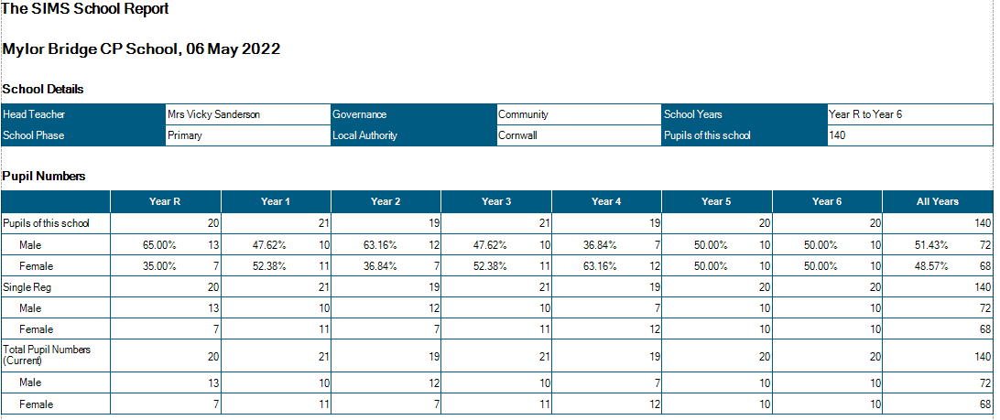 The SIMS School Report
Mylor Bridge CP School, 06 May 2022
School Details
Head Teacher Mrs Vicky Sanderson Governance Community School Years Year R to Year 6
School Phase Primary Local Authority Cornwall Pupils of this school 140
Pupil Numbers
Year R Year 1 Year 2 Year 3 Year 4 Year 5 Year 6 All Years
Pupils of this school 20 21 19 21 19 20 20 140
Male 65.00% 13 47.62% 10 63.16% 12 47.62% 10 36.84% 7 50.00% 10 50.00% 10 51.43% 72
Female 35.00% 7 52.38% 11 36.84% 7 52.38% 11 63.16% 12 50.00% 10 50.00% 10 48.57% 68
Single Reg 20 21 19 21 19 20 20 140
Male 13 10 12 10 7 10 10 72
Female 7 11 7 11 12 10 10 68
Total Pupil Numbers
(Current) 20 21 19 21 19 20 20 140
Male 13 10 12 10 7 10 10 72
Female 7 11 7 11 12 10 10 68